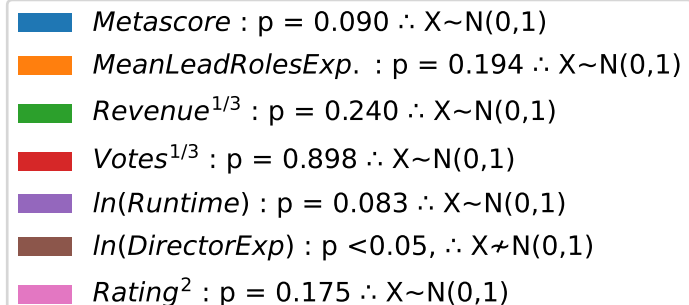 Metascore : p = 0.090 ∴ X~N(0,1)
MeanLeadRolesExp. : p = 0.194 ∴ X~N(0,1)
Revenue^{1/3} : p = 0.240 ∴ X~N(0,1)
Votes^{1/3} : p = 0.898 ∴ X~N(0,1)
ln(Runtime) : p = 0.083 ∴ X~N(0,1)
ln(DirectorExp) : p <0.05, ∴ X≁N(0,1)
Rating² : p = 0.175 ∴ X~N(0,1)